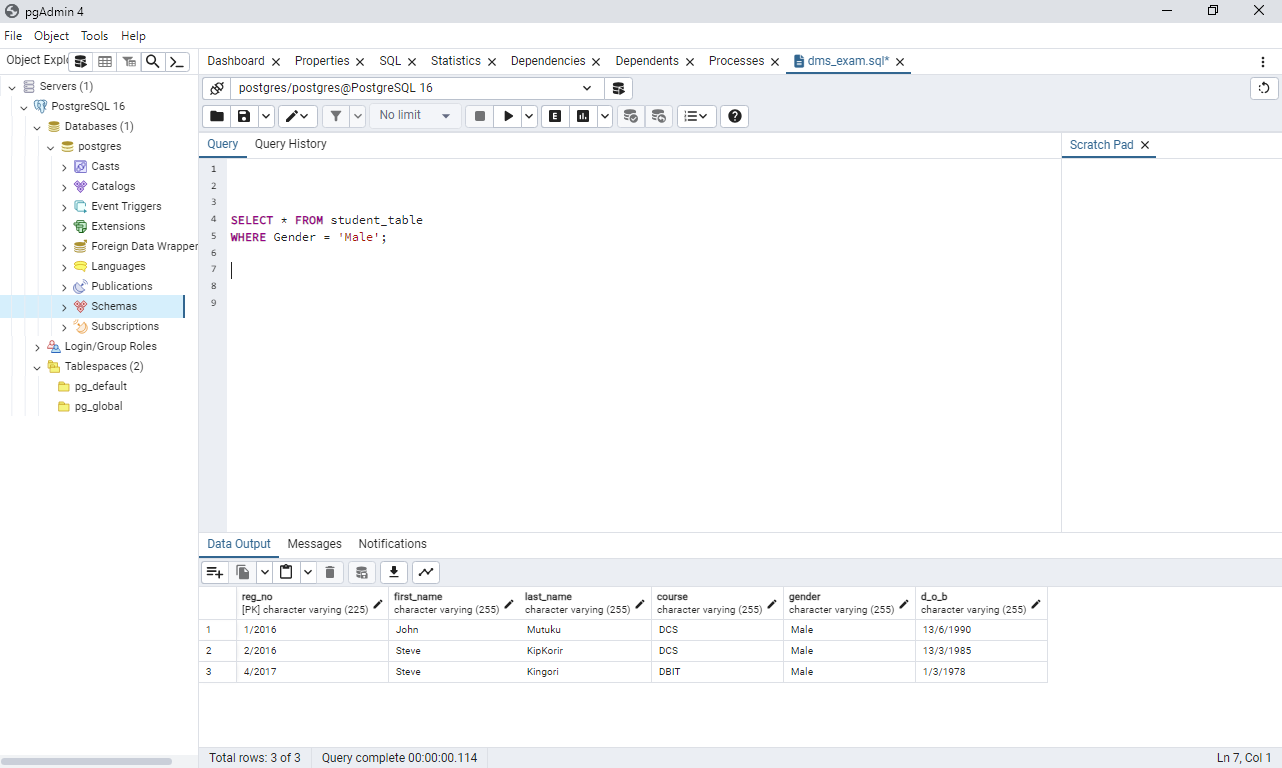 pgAdmin 4
File Object Tools Help
Object Explo
Dashboard Properties SQL Statistics Dependencies Dependents Processes dms_exam.sql*
Servers (1)
PostgreSQL 16
Databases (1)
postgres
Casts
Catalogs
Event Triggers
Extensions
Foreign Data Wrapper
Languages
Publications
Schemas
Subscriptions
Login/Group Roles
Tablespaces (2)
pg_default
pg_global
postgres/postgres@PostgreSQL 16
No limit
E
Query Query History
Scratch Pad
1
2
3
4 SELECT * FROM student_table
5 WHERE Gender = 'Male';
6
7
8
9
Data Output Messages Notifications
reg_no first_name last_name course gender d_o_b
[PK] character varying (225) character varying (255) character varying (255) character varying (255) character varying (255) character varying (255)
1 1/2016 John Mutuku DCS Male 13/6/1990
2 2/2016 Steve KipKorir DCS Male 13/3/1985
3 4/2017 Steve Kingori DBIT Male 1/3/1978
Total rows: 3 of 3 Query complete 00:00:00.114 Ln 7, Col 1